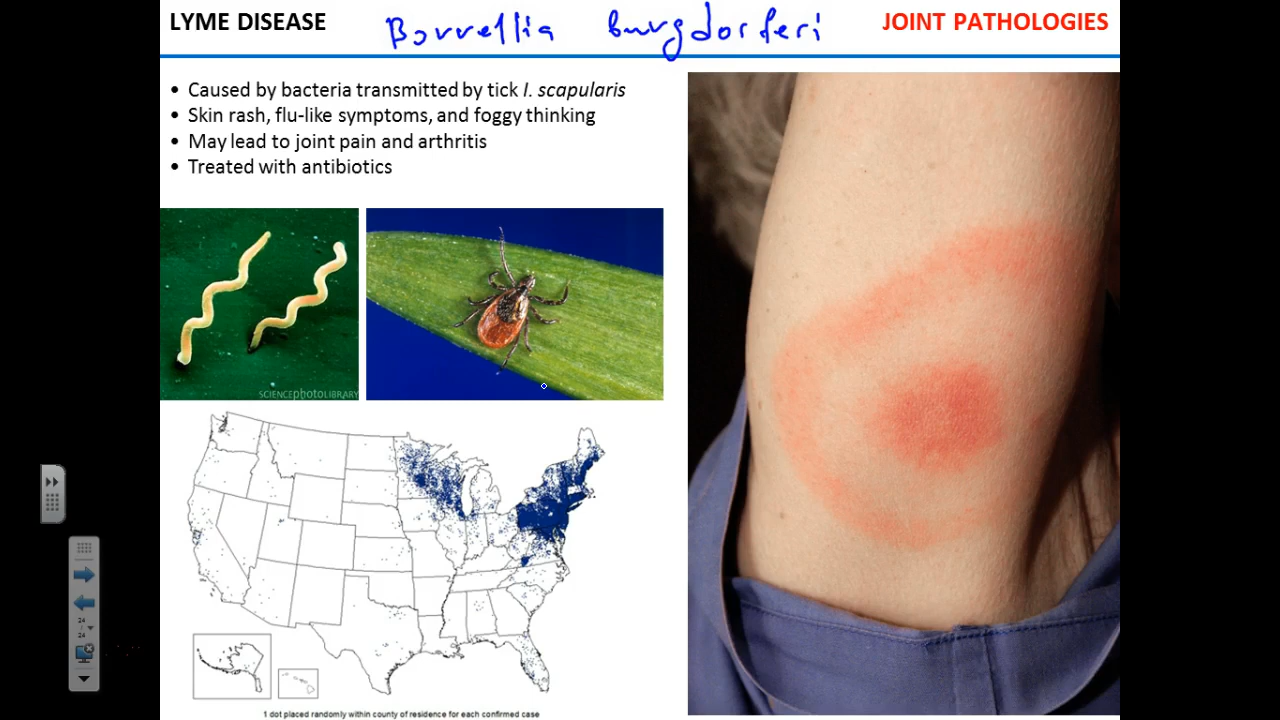 LYME DISEASE Borrellia burgdorferi JOINT PATHOLOGIES
• Caused by bacteria transmitted by tick I. scapularis
• Skin rash, flu-like symptoms, and foggy thinking
• May lead to joint pain and arthritis
• Treated with antibiotics
SCIENCEphotoLIBRARY
1 dot placed randomly within county of residence for each confirmed case
24
/
24